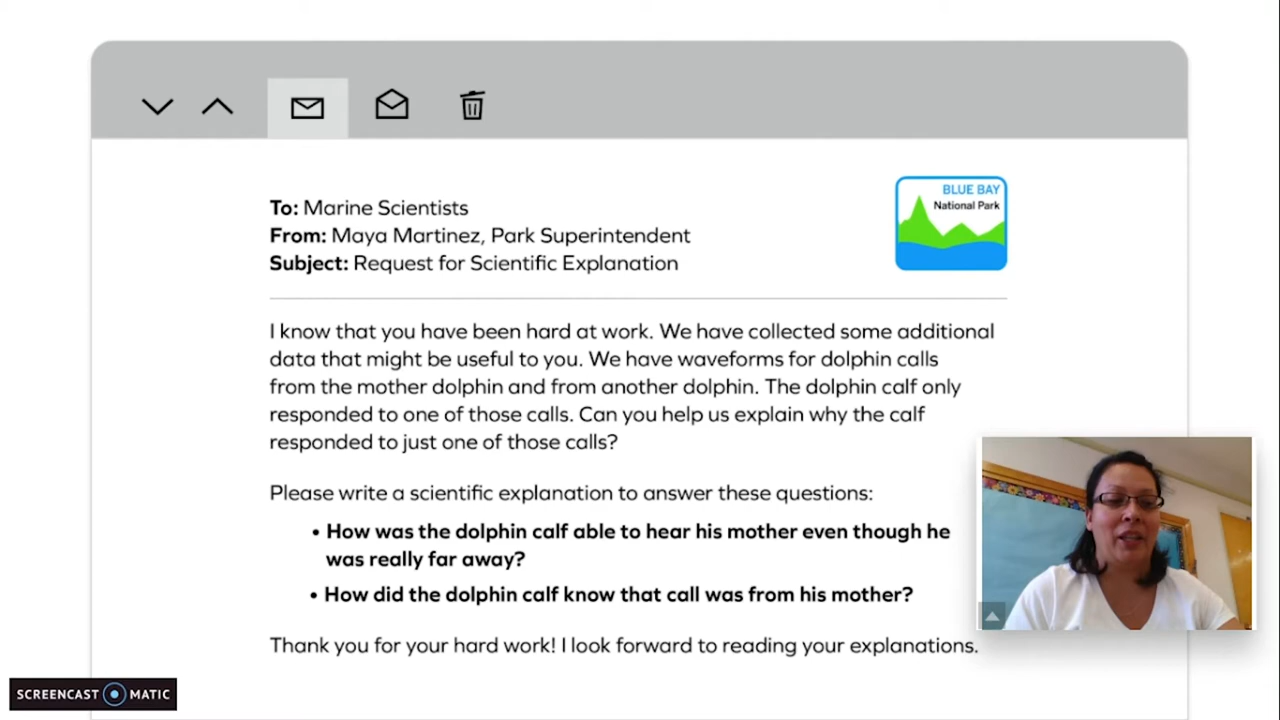 To: Marine Scientists
From: Maya Martinez, Park Superintendent
Subject: Request for Scientific Explanation
BLUE BAY
National Park
I know that you have been hard at work. We have collected some additional
data that might be useful to you. We have waveforms for dolphin calls
from the mother dolphin and from another dolphin. The dolphin calf only
responded to one of those calls. Can you help us explain why the calf
responded to just one of those calls?
Please write a scientific explanation to answer these questions:
• How was the dolphin calf able to hear his mother even though he
was really far away?
• How did the dolphin calf know that call was from his mother?
Thank you for your hard work! I look forward to reading your explanations.
SCREENCAST MATIC